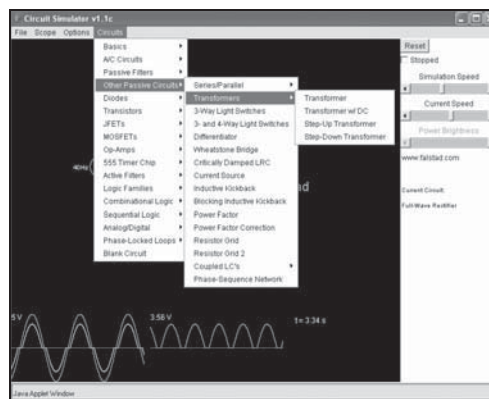 Circuit Simulator v1.1c
File Scope Options Circuits
Basics
A/C Circuits
Passive Filters
Other Passive Circuits
Diodes
Transistors
JFETs
MOSFETs
Op-Amps
555 Timer Chip
Active Filters
Logic Families
Combinational Logic
Sequential Logic
Analog/Digital
Phase-Locked Loops
Blank Circuit
Series/Parallel
Transformers
3-Way Light Switches
3- and 4-Way Light Switches
Differentiator
Wheatstone Bridge
Critically Damped LRC
Current Source
Inductive Kickback
Blocking Inductive Kickback
Power Factor
Power Factor Correction
Resistor Grid
Resistor Grid 2
Coupled LC's
Phase-Sequence Network
Transformer
Transformer w/ DC
Step-Up Transformer
Step-Down Transformer
Reset
Stopped
Simulation Speed
Current Speed
Power Brightness
www.falstad.com
Current Circuit:
Full-Wave Rectifier
40Hz
ad
5 V
3.58 V
t = 3.34 s
Java Applet Window